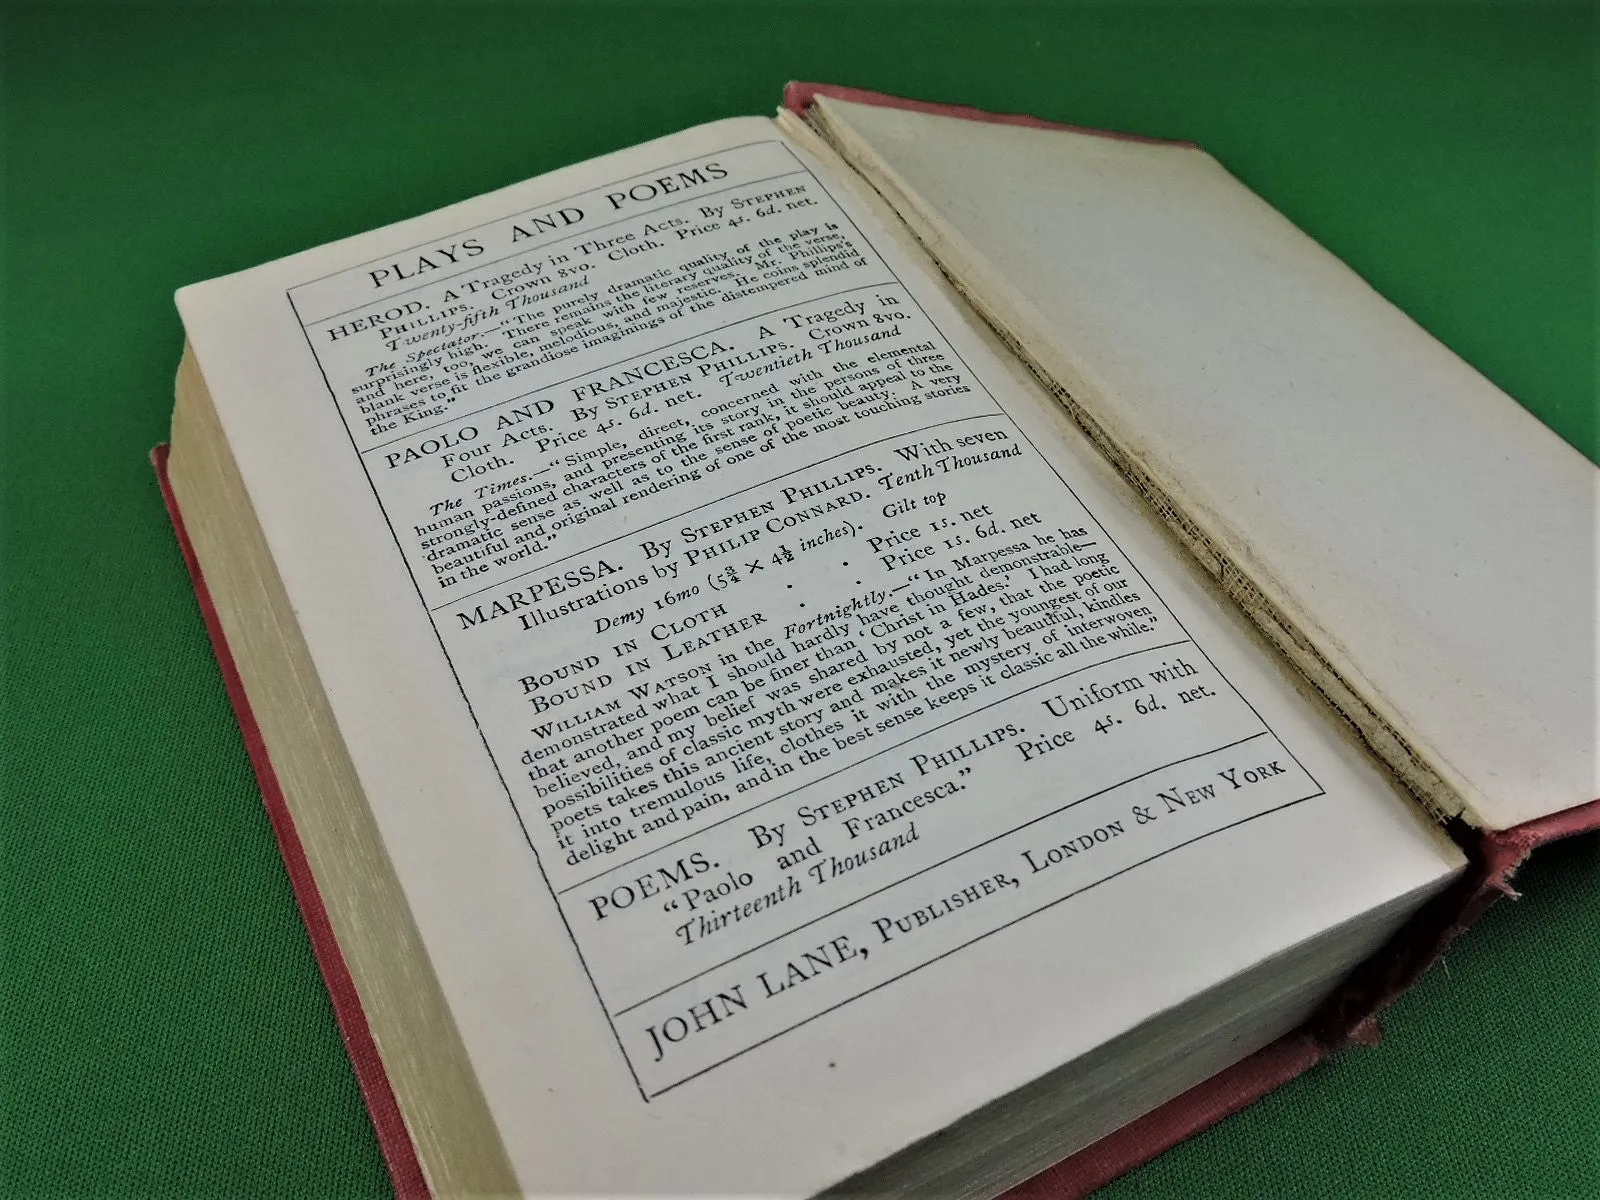 PLAYS AND POEMS
HEROD. A Tragedy in Three Acts. By STEPHEN
PHILLIPS. Crown 8vo. Cloth. Price 4s. 6d. net.
Twenty-fifth Thousand
The Spectator.—"The purely dramatic quality of the play is
surprisingly high. There remains the literary quality of the verse,
and here, too, we can speak with few reserves. Mr. Phillips's
blank verse is flexible, melodious, and majestic. He coins splendid
phrases to fit the grandiose imaginings of the distempered mind of
the King."
PAOLO AND FRANCESCA. A Tragedy in
Four Acts. By STEPHEN PHILLIPS. Crown 8vo.
Cloth. Price 4s. 6d. net. Twentieth Thousand
The Times.—"Simple, direct, concerned with the elemental
human passions, and presenting its story in the persons of three
strongly-defined characters of the first rank, it should appeal to the
dramatic sense as well as to the sense of poetic beauty. A very
beautiful and original rendering of one of the most touching stories
in the world."
MARPESSA. By STEPHEN PHILLIPS. With seven
Illustrations by PHILIP CONNARD. Tenth Thousand
Demy 16mo (5¾ × 4½ inches). Gilt top
BOUND IN CLOTH . . Price 1s. net
BOUND IN LEATHER . . Price 1s. 6d. net
WILLIAM WATSON in the Fortnightly.—"In Marpessa he has
demonstrated what I should hardly have thought demonstrable—
that another poem can be finer than 'Christ in Hades.' I had long
believed, and my belief was shared by not a few, that the poetic
possibilities of classic myth were exhausted, yet the youngest of our
poets takes this ancient story and makes it newly beautiful, kindles
it into tremulous life, clothes it with the mystery of interwoven
delight and pain, and in the best sense keeps it classic all the while."
POEMS. By STEPHEN PHILLIPS. Uniform with
"Paolo and Francesca." Price 4s. 6d. net.
Thirteenth Thousand
JOHN LANE, PUBLISHER, LONDON & NEW YORK